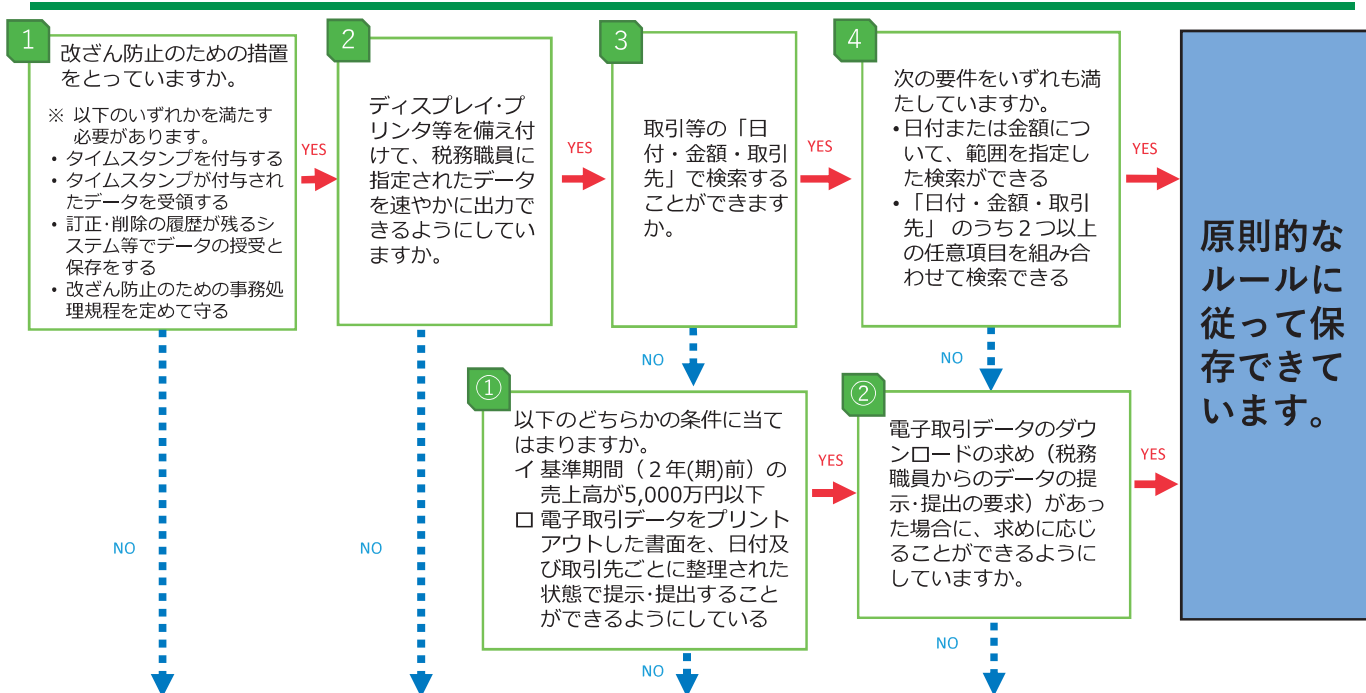 1
改ざん防止のための措置
をとっていますか。
※ 以下のいずれかを満たす
必要があります。
・タイムスタンプを付与する
・タイムスタンプが付与され
たデータを受領する
・訂正・削除の履歴が残るシ
ステム等でデータの授受と
保存をする
・改ざん防止のための事務処
理規程を定めて守る
YES
NO
2
ディスプレイ・プ
リンタ等を備え付
けて、税務職員に
指定されたデータ
を速やかに出力で
きるようにしてい
ますか。
YES
NO
3
取引等の「日
付・金額・取引
先」で検索する
ことができます
か。
YES
NO
4
次の要件をいずれも満
たしていますか。
・日付または金額につ
いて、範囲を指定し
た検索ができる
・「日付・金額・取引
先」 のうち２つ以上
の任意項目を組み合
わせて検索できる
YES
NO
①
以下のどちらかの条件に当て
はまりますか。
イ 基準期間（２年(期)前）の
売上高が5,000万円以下
ロ 電子取引データをプリント
アウトした書面を、日付及
び取引先ごとに整理された
状態で提示・提出すること
ができるようにしている
YES
NO
②
電子取引データのダウ
ンロードの求め（税務
職員からのデータの提
示・提出の要求）があっ
た場合に、求めに応じ
ることができるように
していますか。
YES
NO
原則的な
ルールに
従って保
存できて
います。